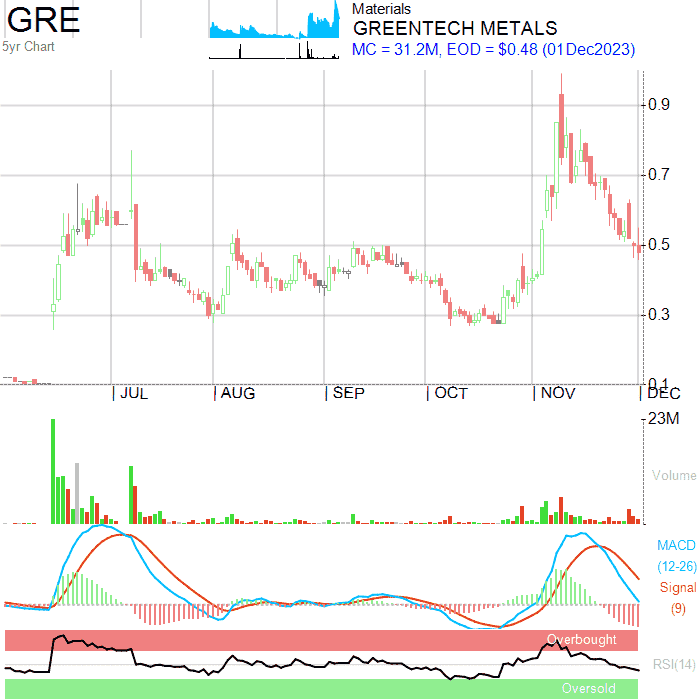 GRE
5yr Chart
Materials
GREENTECH METALS
MC = 31.2M, EOD = $0.48 (01Dec2023)
0.9
0.7
0.5
0.3
0.1
JUL
AUG
SEP
OCT
NOV
DEC
23M
Volume
MACD
(12-26)
Signal
(9)
Overbought
RSI(14)
Oversold